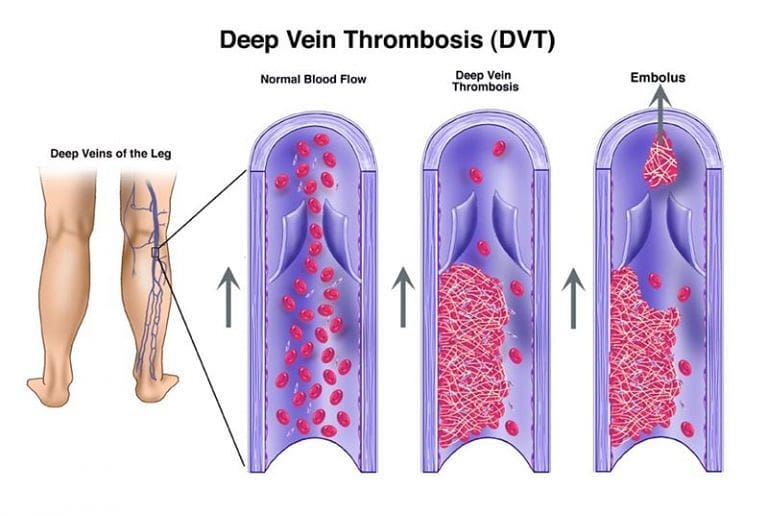 Deep Vein Thrombosis (DVT)
Normal Blood Flow
Deep Vein
Thrombosis
Embolus
Deep Veins of the Leg